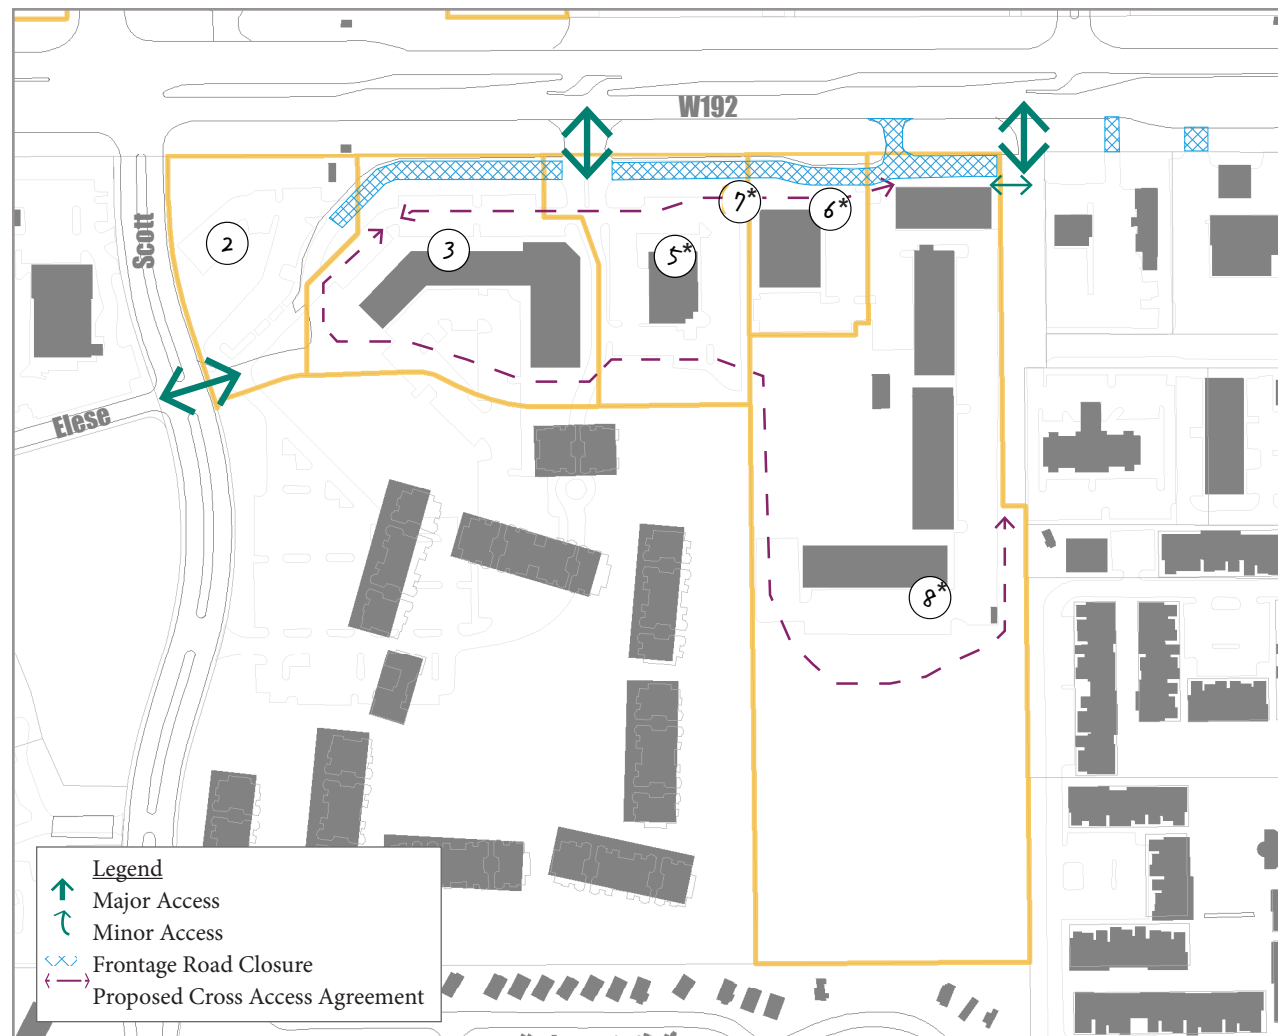 W192
Scott
7*
6*
2
3
5*
Elese
8*
Legend
Major Access
Minor Access
Frontage Road Closure
Proposed Cross Access Agreement